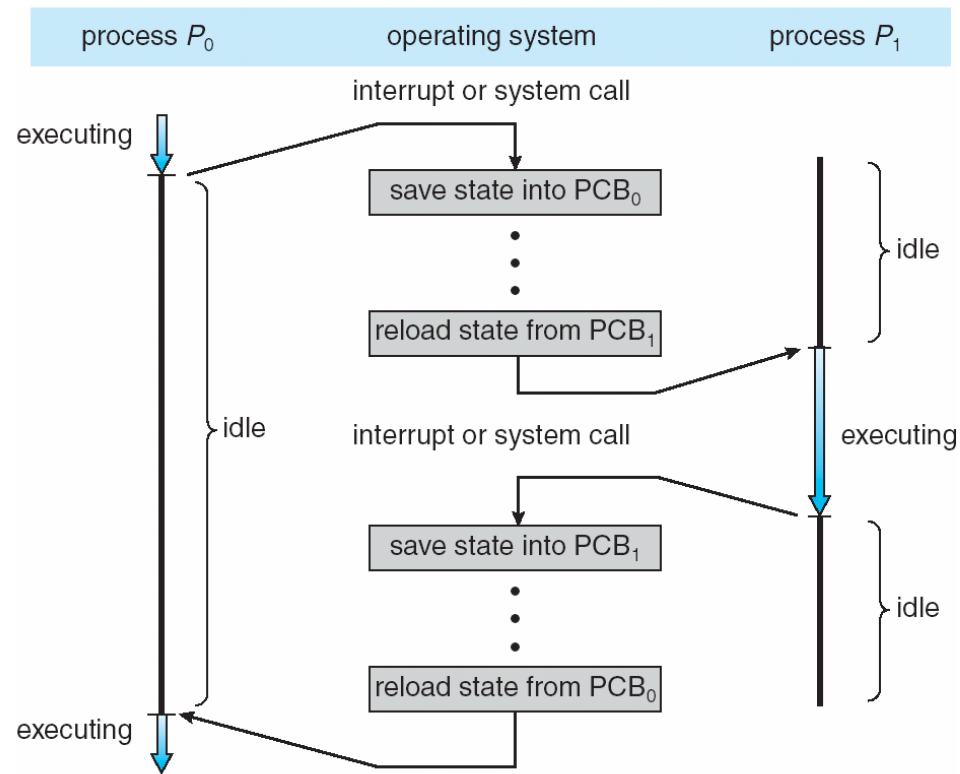 process P₀ operating system process P₁
interrupt or system call
executing
save state into PCB₀
idle
reload state from PCB₁
idle
interrupt or system call
executing
save state into PCB₁
idle
reload state from PCB₀
executing